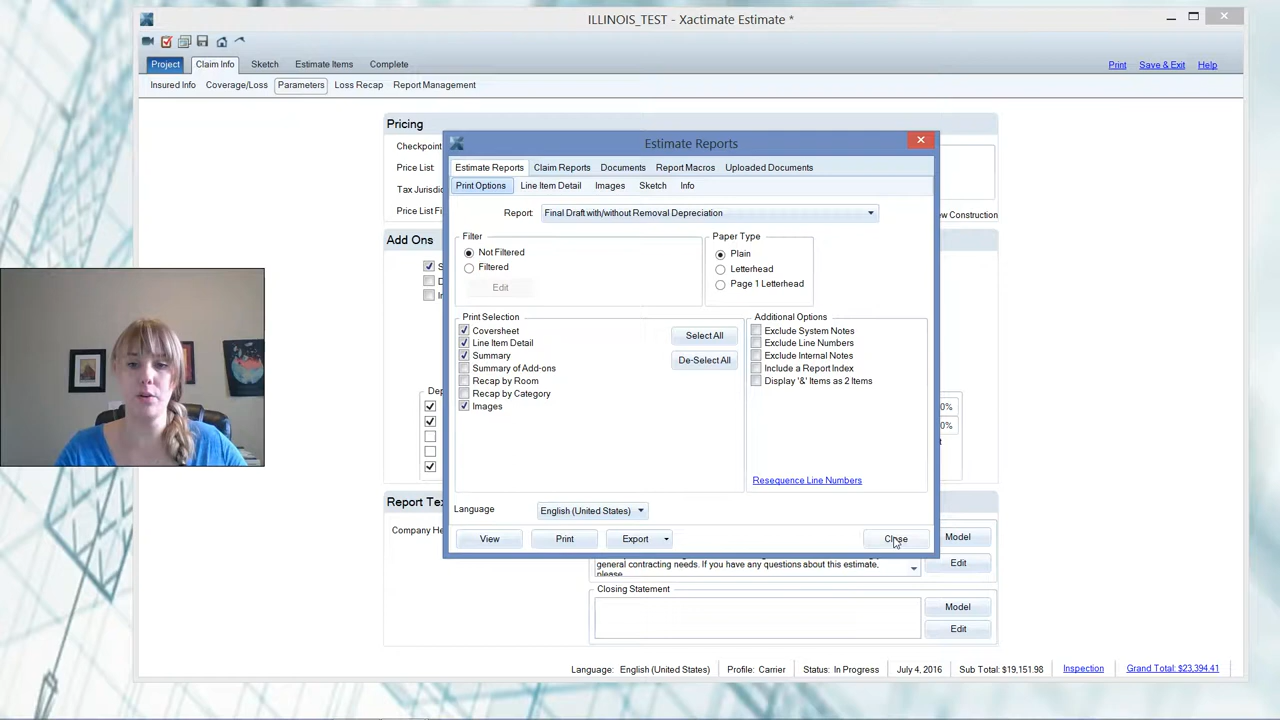 ILLINOIS_TEST - Xactimate Estimate *
Project Claim Info Sketch Estimate Items Complete
Print Save & Exit Help
Insured Info Coverage/Loss Parameters Loss Recap Report Management
Pricing
Checkpoint
Price List:
Tax Jurisdic
Price List Fi
ew Construction
Add Ons
S
D
In
De
0%
0%
Report Tex
Company He
Estimate Reports
Estimate Reports Claim Reports Documents Report Macros Uploaded Documents
Print Options Line Item Detail Images Sketch Info
Report: Final Draft with/without Removal Depreciation
Filter
Not Filtered
Filtered
Edit
Paper Type
Plain
Letterhead
Page 1 Letterhead
Print Selection
Coversheet
Line Item Detail
Summary
Summary of Add-ons
Recap by Room
Recap by Category
Images
Select All
De-Select All
Additional Options
Exclude System Notes
Exclude Line Numbers
Exclude Internal Notes
Include a Report Index
Display '&' Items as 2 Items
Resequence Line Numbers
Language English (United States)
View Print Export Close
Model
general contracting needs. If you have any questions about this estimate,
please
Edit
Closing Statement
Model
Edit
Language: English (United States) Profile: Carrier Status: In Progress July 4, 2016 Sub Total: $19,151.98 Inspection Grand Total: $23,394.41